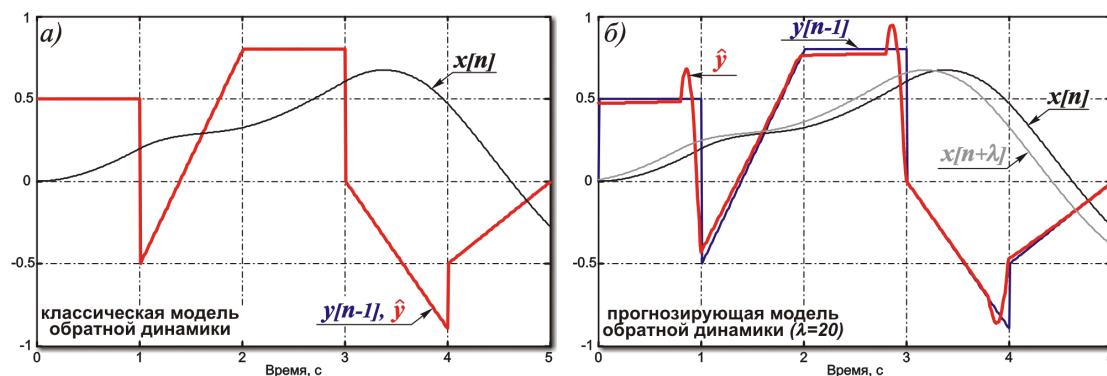 а)
x[n]
y[n-1], ŷ
классическая модель
обратной динамики
1
0.5
0
-0.5
-1
0 1 2 3 4 5
Время, с
б)
y[n-1]
ŷ
x[n]
x[n+λ]
прогнозирующая модель
обратной динамики (λ=20)
1
0.5
0
-0.5
-1
0 1 2 3 4 5
Время, с